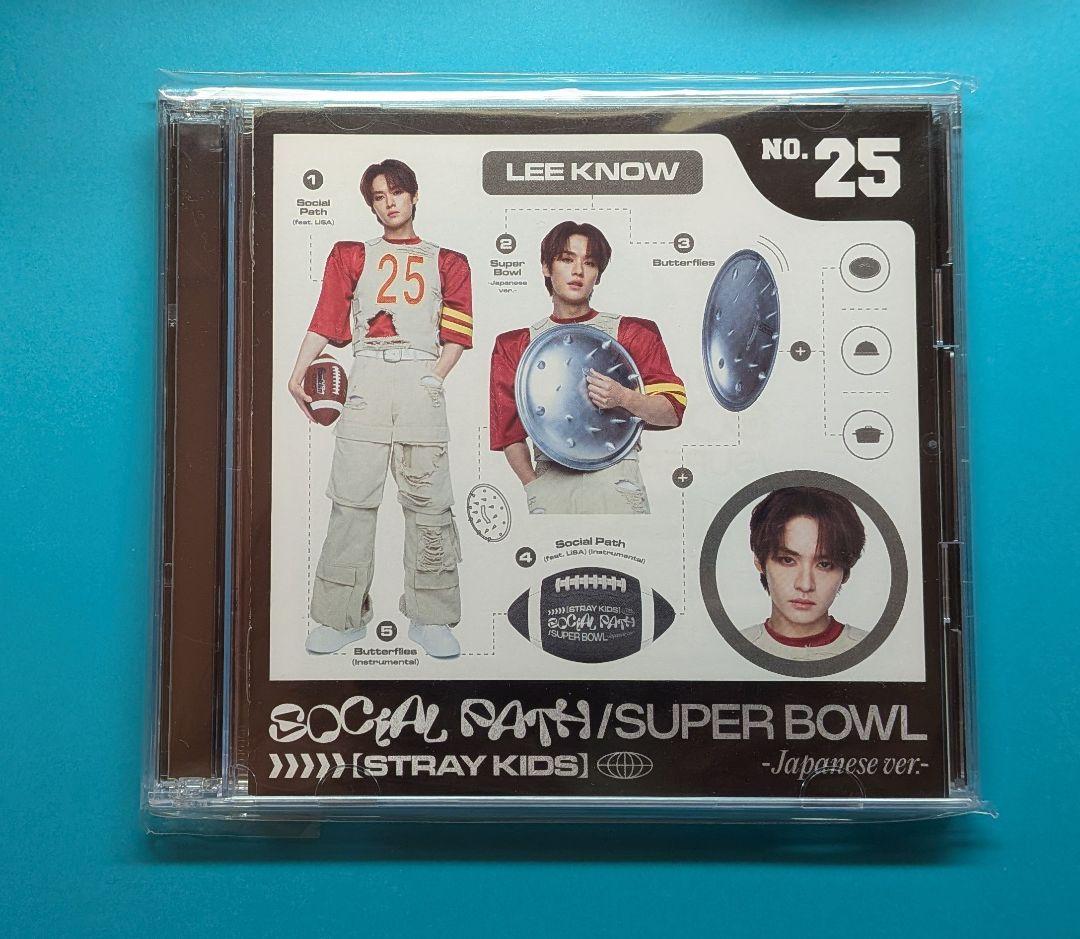 NO. 25
LEE KNOW
1
Social
Path
(feat. LiSA)
25
2
Super
Bowl
-Japanese
ver.-
3
Butterflies
+
+
4
Social Path
(feat. LiSA) (Instrumental)
[STRAY KIDS]
SOCIAL PATH
/SUPER BOWL -Japanese ver.-
5
Butterflies
(Instrumental)
SOCIAL PATH/SUPER BOWL
[STRAY KIDS]
-Japanese ver.-